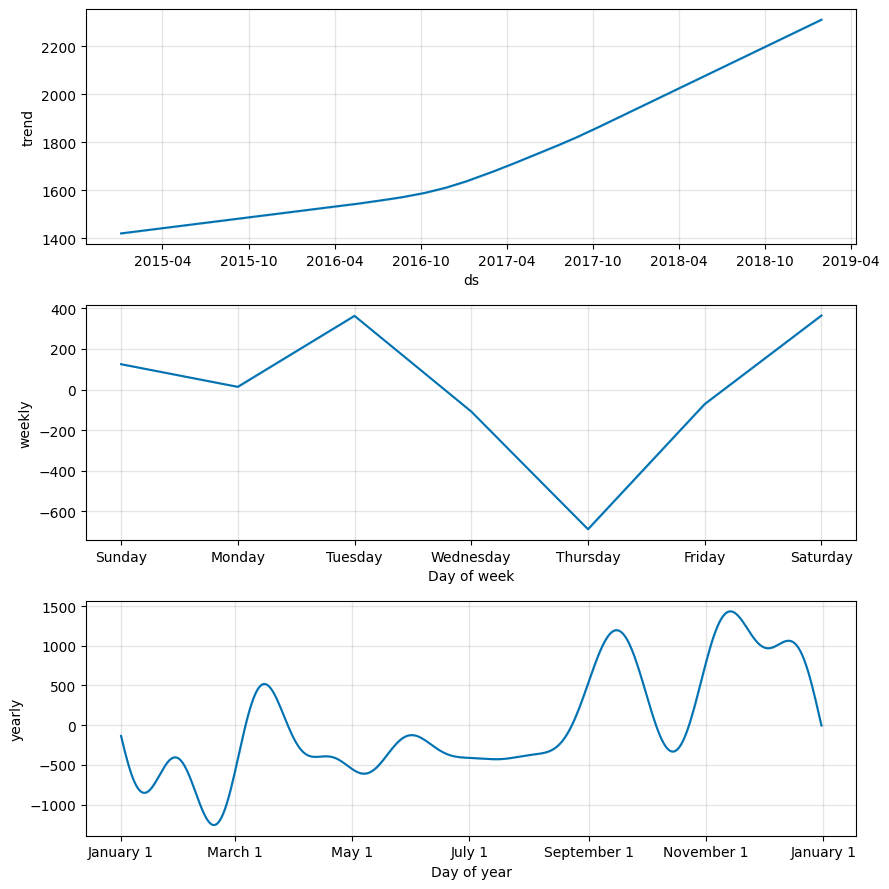 trend
2200
2000
1800
1600
1400
2015-04 2015-10 2016-04 2016-10 2017-04 2017-10 2018-04 2018-10 2019-04
ds
weekly
400
200
0
−200
−400
−600
Sunday Monday Tuesday Wednesday Thursday Friday Saturday
Day of week
yearly
1500
1000
500
0
−500
−1000
January 1 March 1 May 1 July 1 September 1 November 1 January 1
Day of year